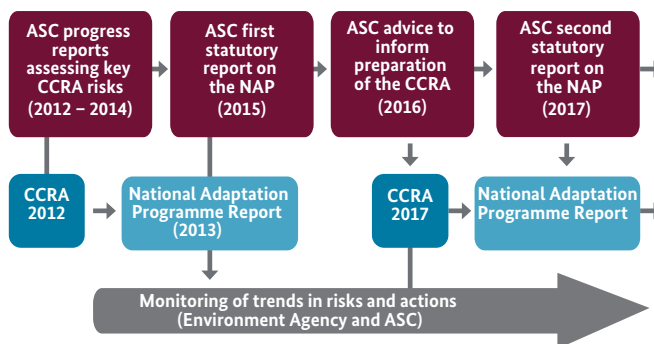 ASC progress
reports
assessing key
CCRA risks
(2012 – 2014)
ASC first
statutory
report on
the NAP
(2015)
ASC advice to
inform
preparation
of the CCRA
(2016)
ASC second
statutory
report on
the NAP
(2017)
CCRA
2012
National Adaptation
Programme Report
(2013)
CCRA
2017
National Adaptation
Programme Report
Monitoring of trends in risks and actions
(Environment Agency and ASC)